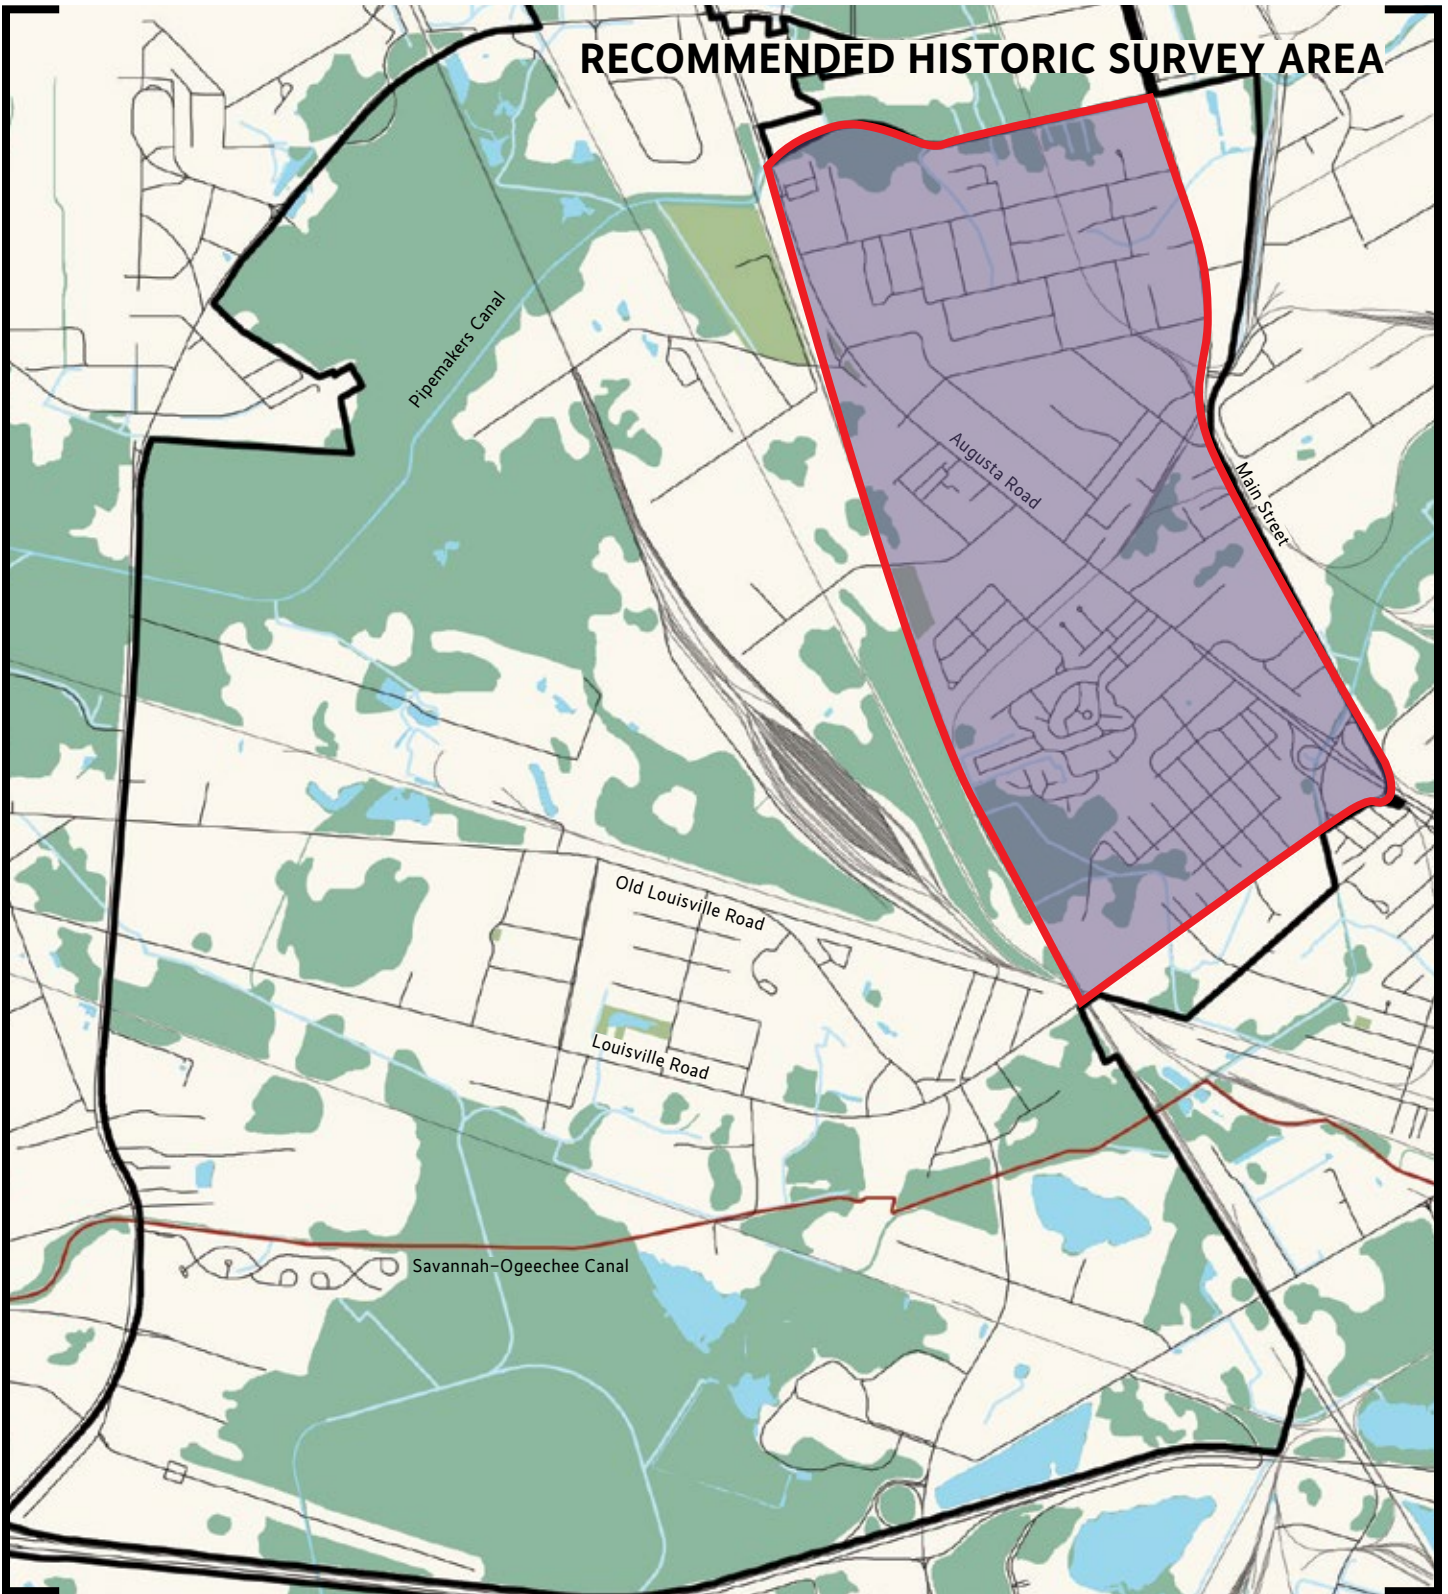 RECOMMENDED HISTORIC SURVEY AREA
Pipemakers Canal
Augusta Road
Main Street
Old Louisville Road
Louisville Road
Savannah-Ogeechee Canal